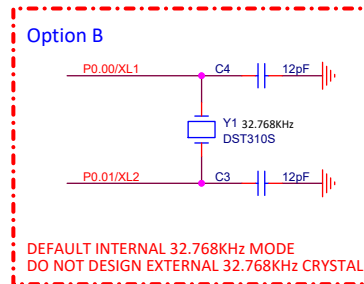 Option B
P0.00/XL1
C4
12pF
Y1 32.768KHz
DST310S
P0.01/XL2
C3
12pF
DEFAULT INTERNAL 32.768KHz MODE
DO NOT DESIGN EXTERNAL 32.768KHz CRYSTAL